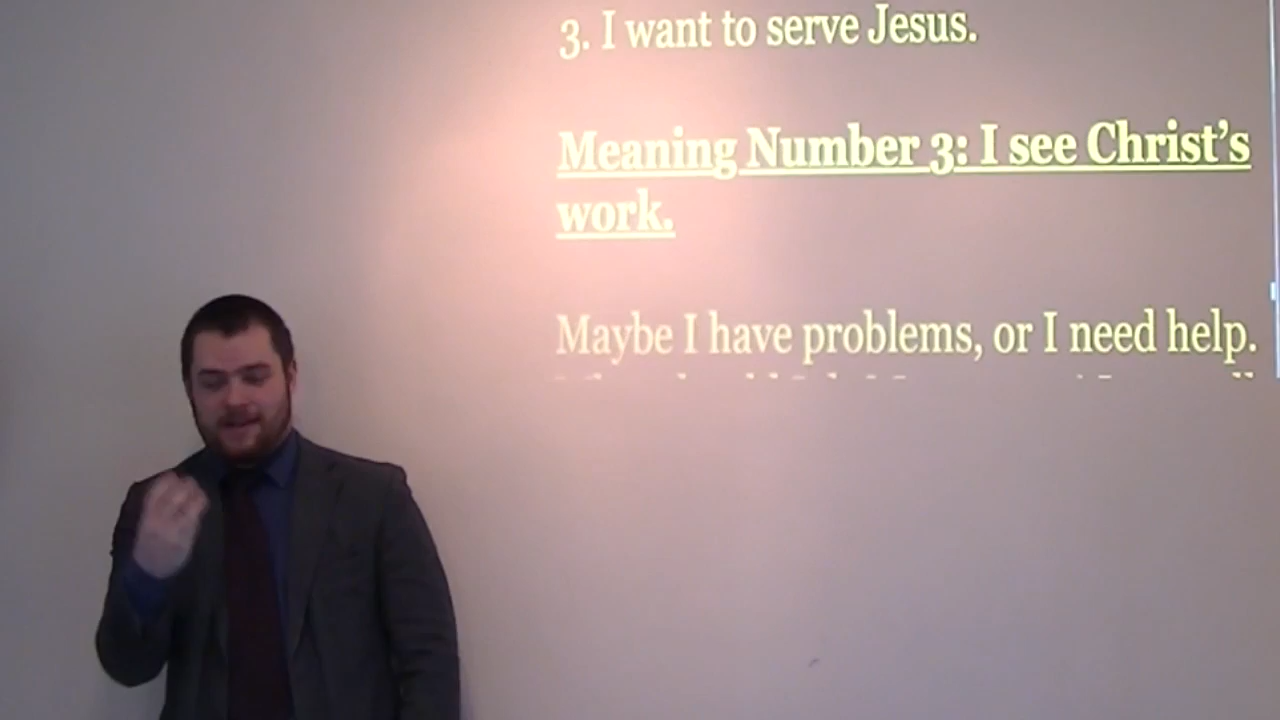 3. I want to serve Jesus.
Meaning Number 3: I see Christ's
work.
Maybe I have problems, or I need help.